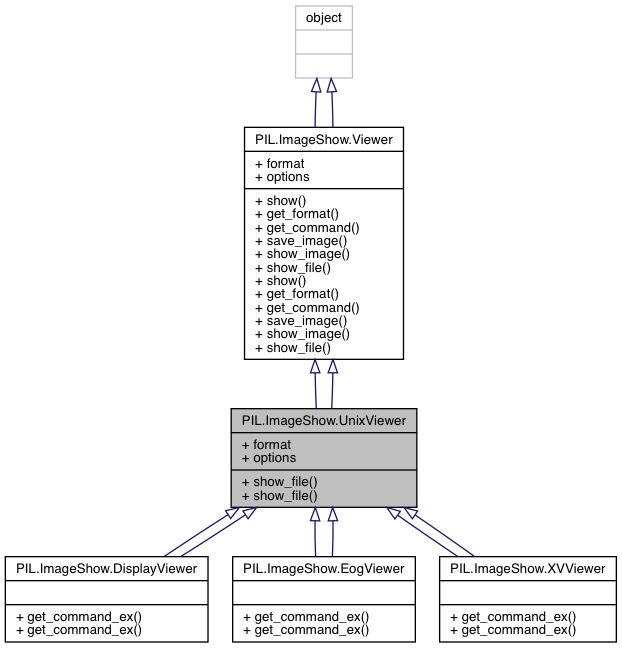 object
PIL.ImageShow.Viewer
+ format
+ options
+ show()
+ get_format()
+ get_command()
+ save_image()
+ show_image()
+ show_file()
+ show()
+ get_format()
+ get_command()
+ save_image()
+ show_image()
+ show_file()
PIL.ImageShow.UnixViewer
+ format
+ options
+ show_file()
+ show_file()
PIL.ImageShow.DisplayViewer
+ get_command_ex()
+ get_command_ex()
PIL.ImageShow.EogViewer
+ get_command_ex()
+ get_command_ex()
PIL.ImageShow.XVViewer
+ get_command_ex()
+ get_command_ex()